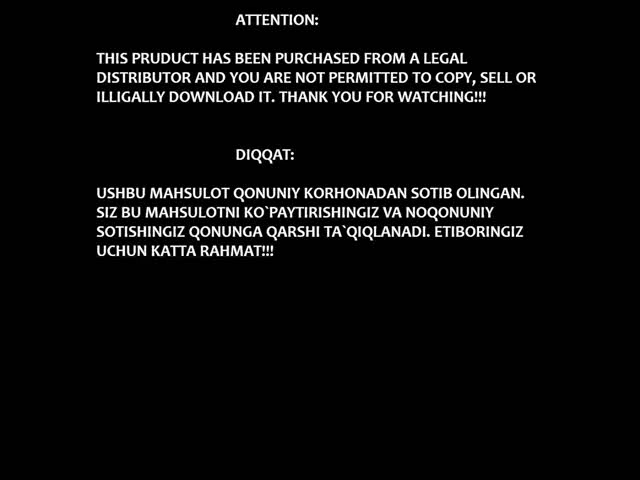 ATTENTION:
THIS PRUDUCT HAS BEEN PURCHASED FROM A LEGAL
DISTRIBUTOR AND YOU ARE NOT PERMITTED TO COPY, SELL OR
ILLIGALLY DOWNLOAD IT. THANK YOU FOR WATCHING!!!
DIQQAT:
USHBU MAHSULOT QONUNIY KORHONADAN SOTIB OLINGAN.
SIZ BU MAHSULOTNI KO`PAYTIRISHINGIZ VA NOQONUNIY
SOTISHINGIZ QONUNGA QARSHI TA`QIQLANADI. ETIBORINGIZ
UCHUN KATTA RAHMAT!!!